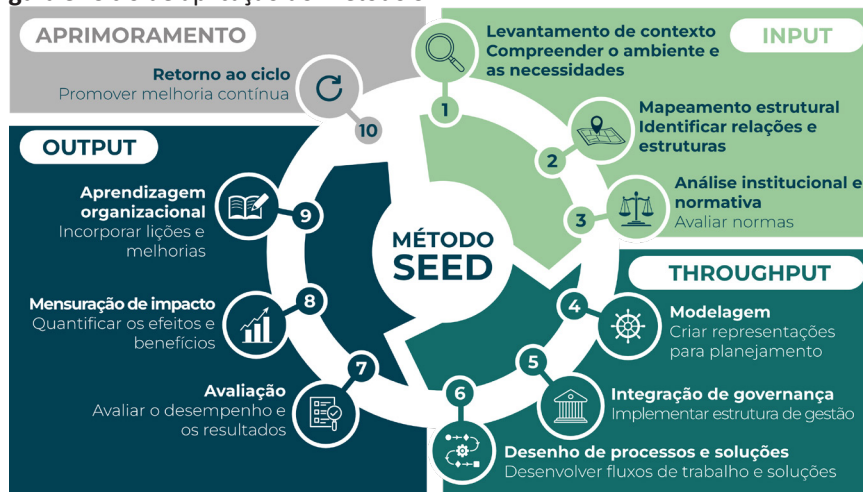 APRIMORAMENTO
Retorno ao ciclo
Promover melhoria contínua
10
INPUT
Levantamento de contexto
Compreender o ambiente e
as necessidades
1
Mapeamento estrutural
Identificar relações e
estruturas
2
Análise institucional e
normativa
Avaliar normas
3
THROUGHPUT
4
Modelagem
Criar representações
para planejamento
5
Integração de governança
Implementar estrutura de gestão
6
Desenho de processos e soluções
Desenvolver fluxos de trabalho e soluções
OUTPUT
7
Avaliação
Avaliar o desempenho e
os resultados
8
Mensuração de impacto
Quantificar os efeitos e
benefícios
9
Aprendizagem
organizacional
Incorporar lições e
melhorias
MÉTODO
SEED